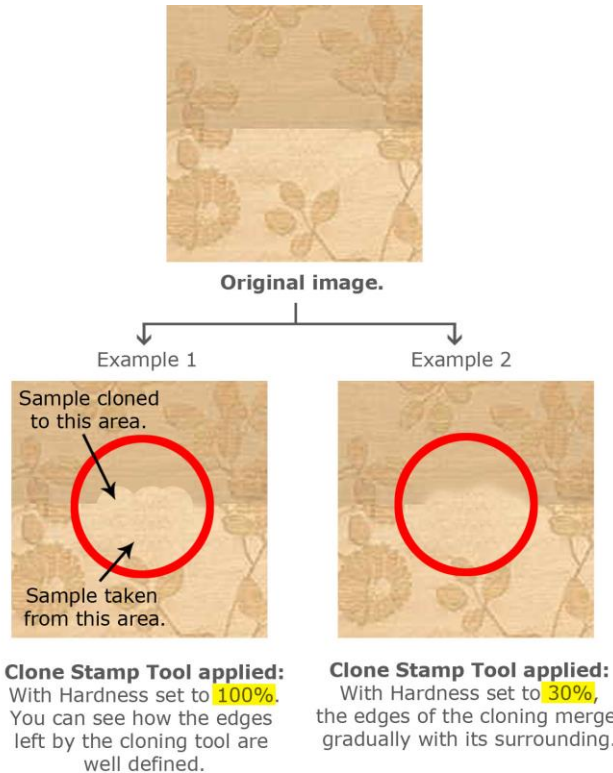 Original image.
Example 1
Example 2
Sample cloned
to this area.
Sample taken
from this area.
Clone Stamp Tool applied:
With Hardness set to 100%.
You can see how the edges
left by the cloning tool are
well defined.
Clone Stamp Tool applied:
With Hardness set to 30%,
the edges of the cloning merge
gradually with its surrounding.